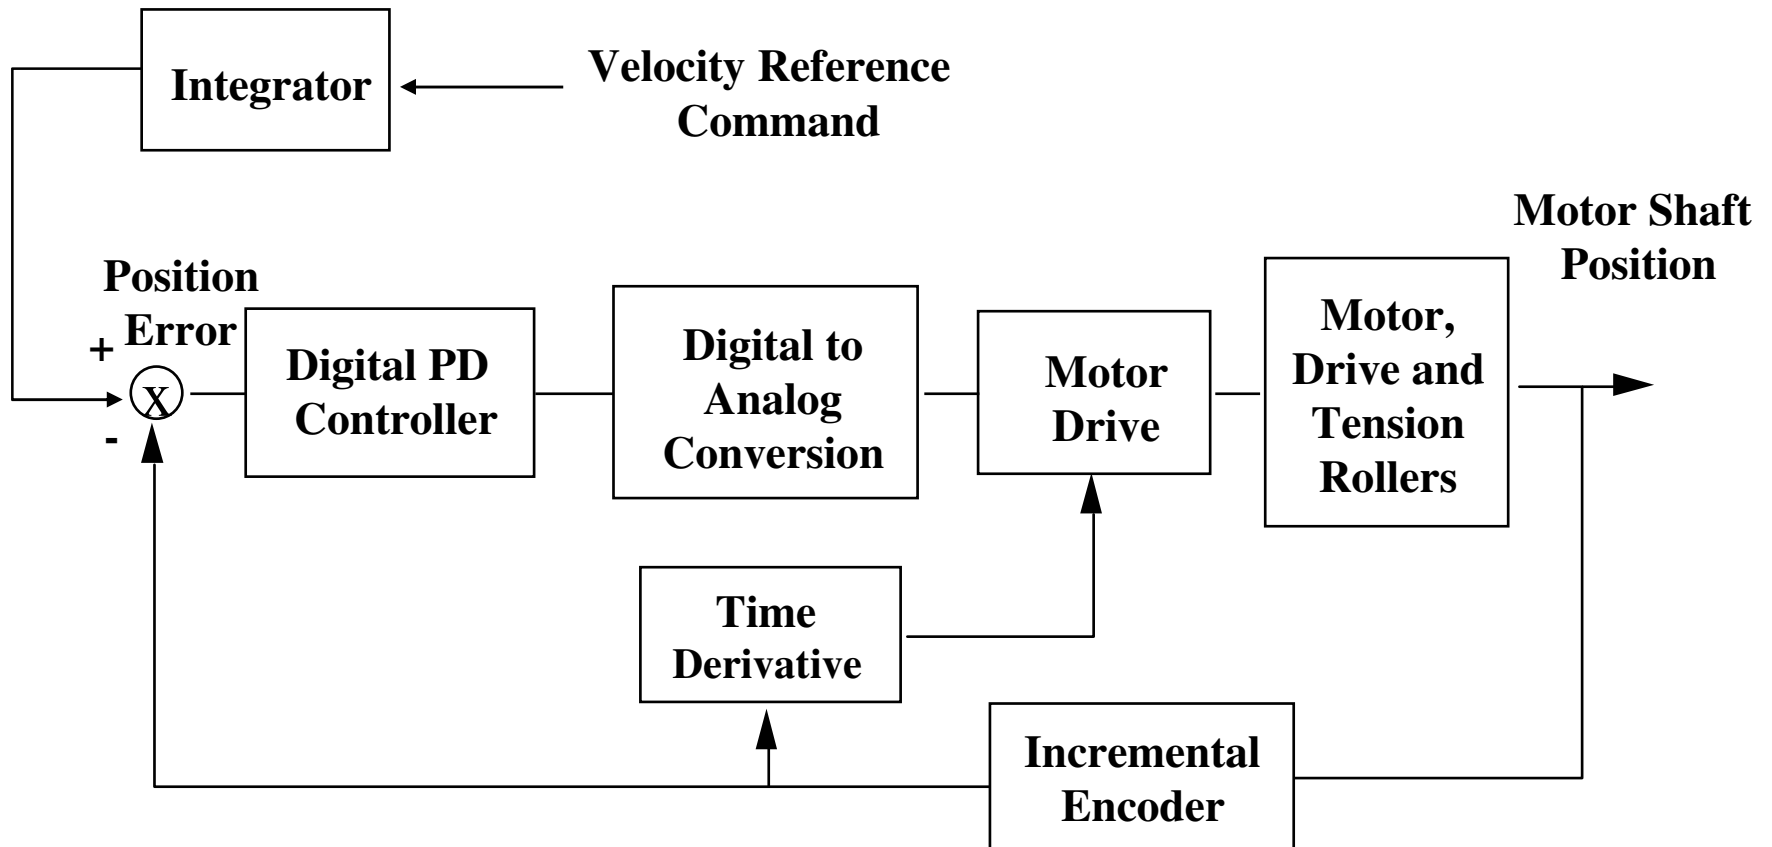 Integrator
Velocity Reference
Command
Motor Shaft
Position
Position
Error
+
X
-
Digital PD
Controller
Digital to
Analog
Conversion
Motor
Drive
Motor,
Drive and
Tension
Rollers
Time
Derivative
Incremental
Encoder